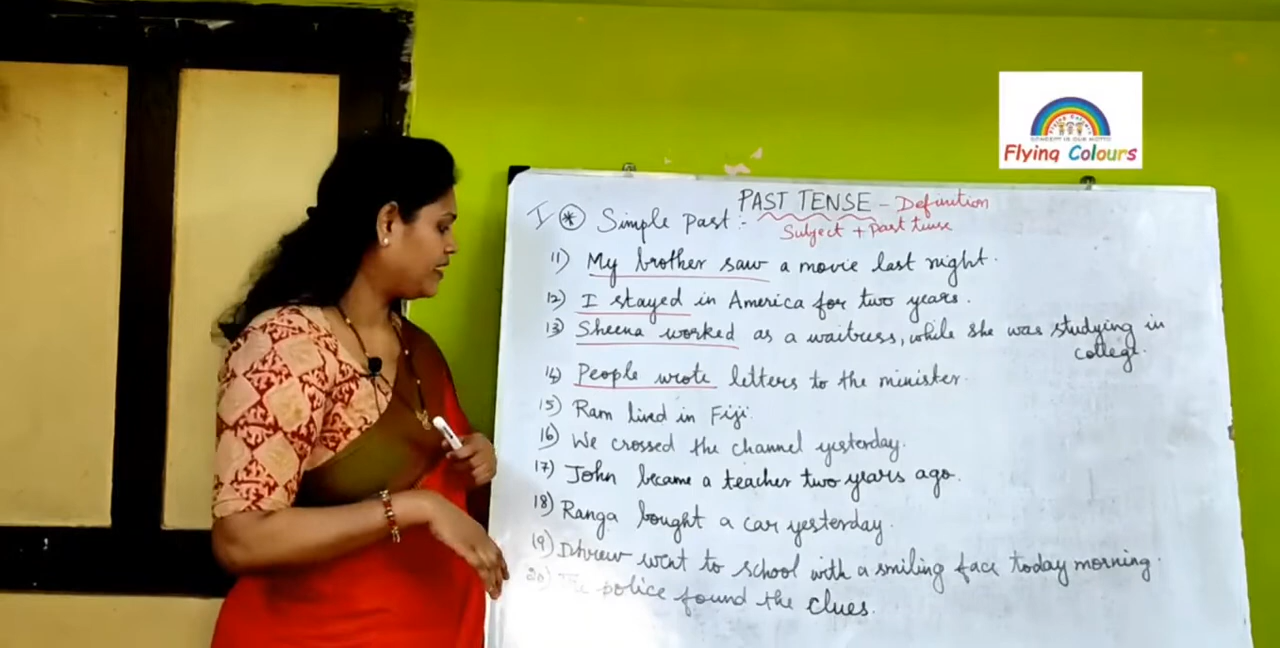 Flying Colours
PAST TENSE - Definition
I * Simple past :- Subject + Past tense
11) My brother saw a movie last night.
12) I stayed in America for two years.
13) Sheena worked as a waitress, while she was studying in
college.
14) People wrote letters to the minister.
15) Ram lived in Fiji.
16) We crossed the channel yesterday.
17) John became a teacher two years ago.
18) Ranga bought a car yesterday.
19) went to school with a smiling face today morning.
20) The police found the clues.